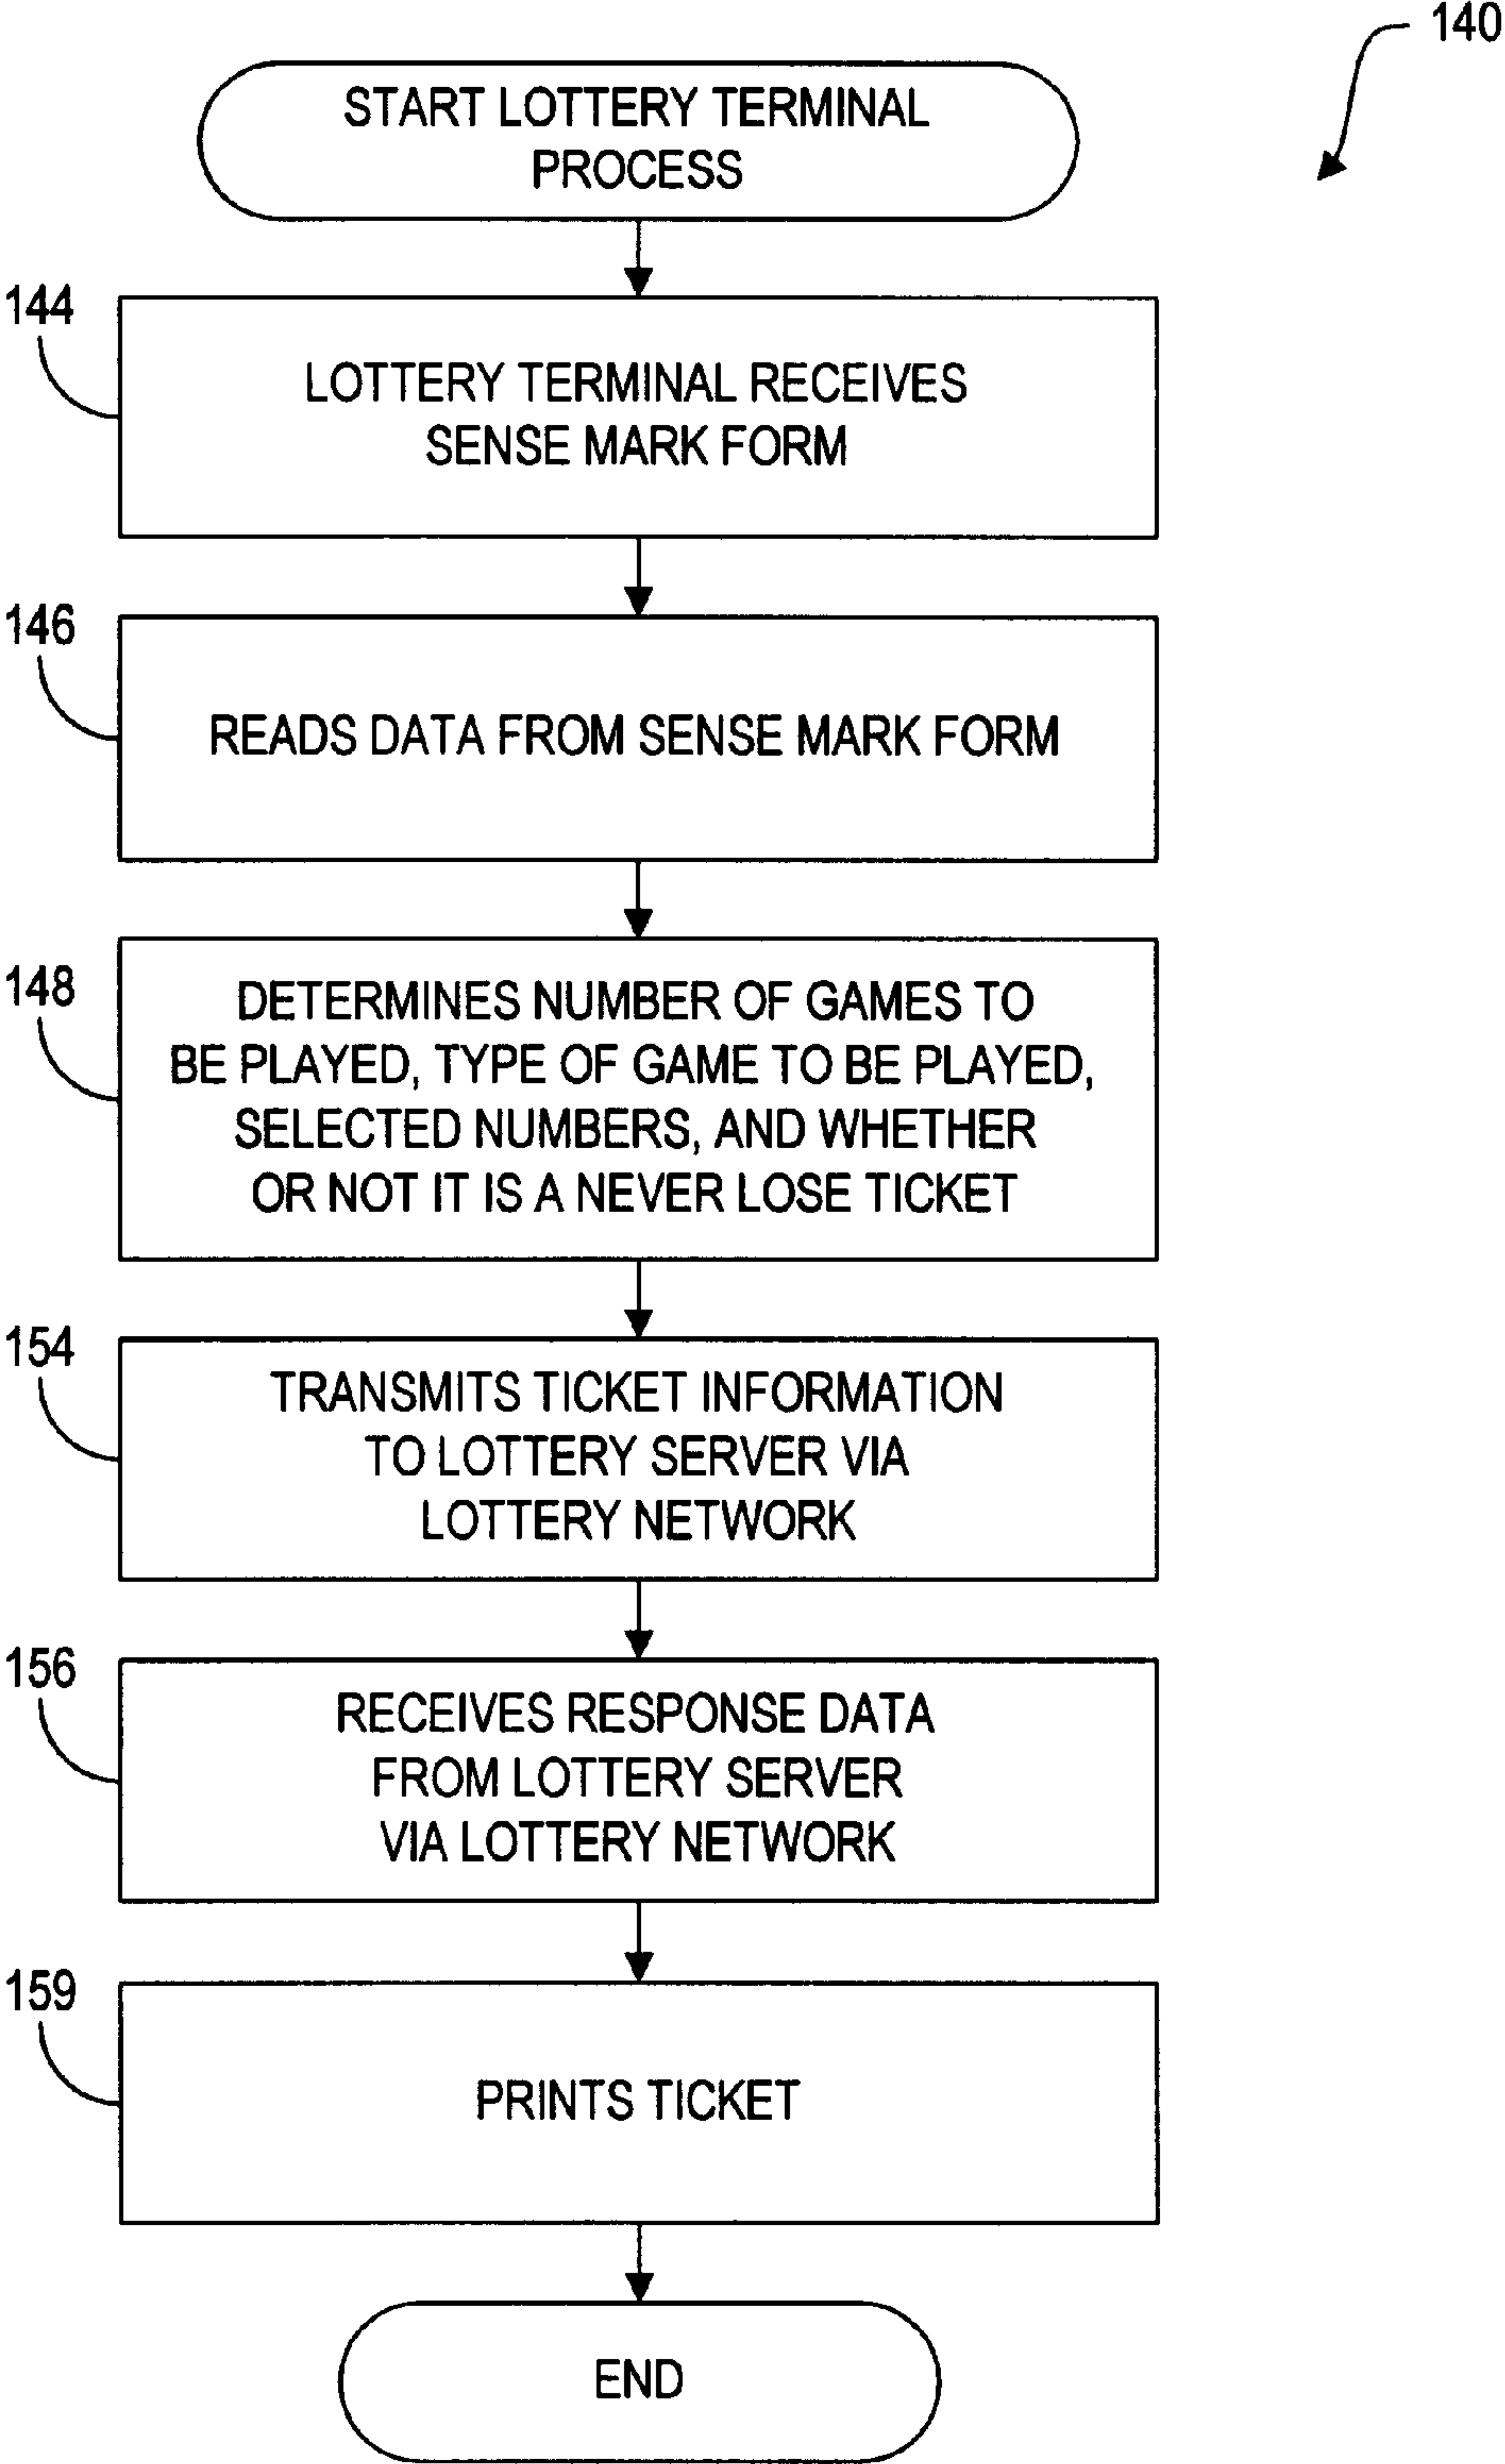 140
START LOTTERY TERMINAL
PROCESS
144
LOTTERY TERMINAL RECEIVES
SENSE MARK FORM
146
READS DATA FROM SENSE MARK FORM
148
DETERMINES NUMBER OF GAMES TO
BE PLAYED, TYPE OF GAME TO BE PLAYED,
SELECTED NUMBERS, AND WHETHER
OR NOT IT IS A NEVER LOSE TICKET
154
TRANSMITS TICKET INFORMATION
TO LOTTERY SERVER VIA
LOTTERY NETWORK
156
RECEIVES RESPONSE DATA
FROM LOTTERY SERVER
VIA LOTTERY NETWORK
159
PRINTS TICKET
END